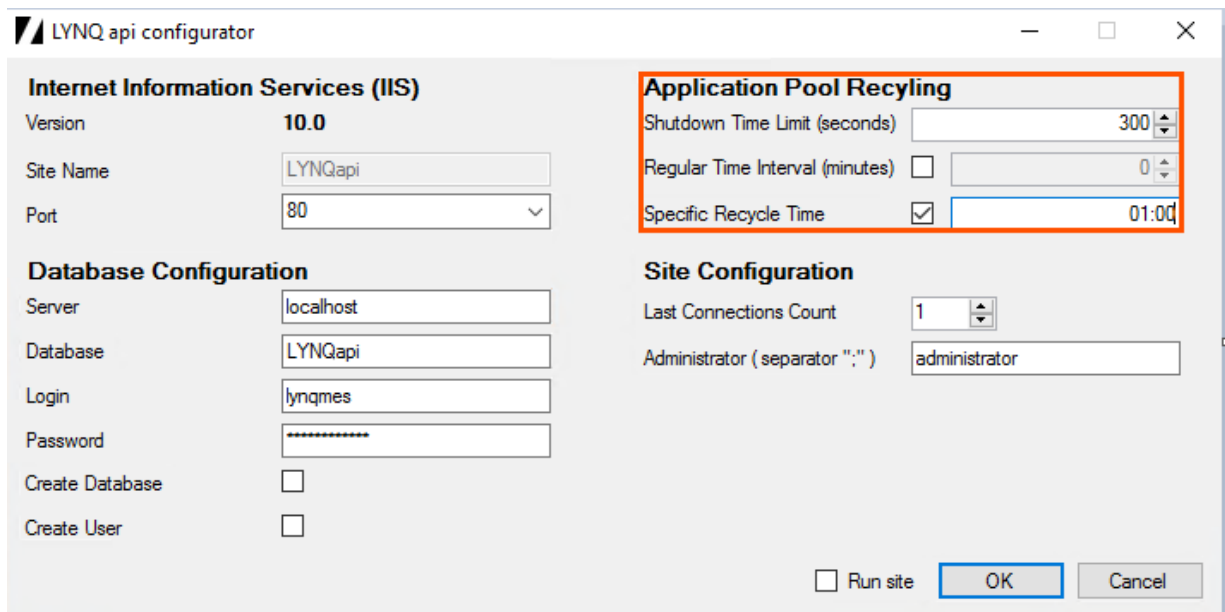 LYNQ api configurator
Internet Information Services (IIS)
Version 10.0
Site Name LYNQapi
Port 80
Database Configuration
Server localhost
Database LYNQapi
Login lynqmes
Password ************
Create Database
Create User
Application Pool Recyling
Shutdown Time Limit (seconds) 300
Regular Time Interval (minutes) 0
Specific Recycle Time 01:00
Site Configuration
Last Connections Count 1
Administrator ( separator ";" ) administrator
Run site OK Cancel